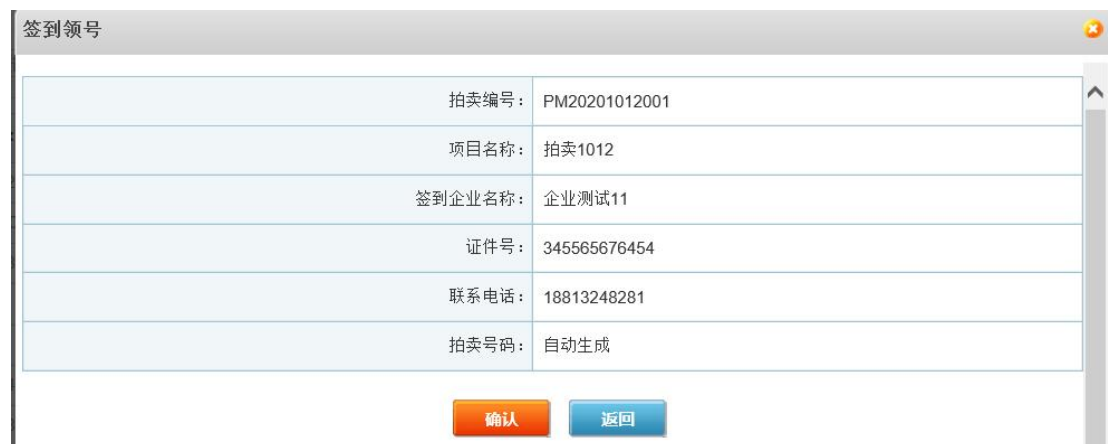 签到领号
拍卖编号： PM20201012001
项目名称： 拍卖1012
签到企业名称： 企业测试11
证件号： 345565676454
联系电话： 18813248281
拍卖号码： 自动生成
确认 返回